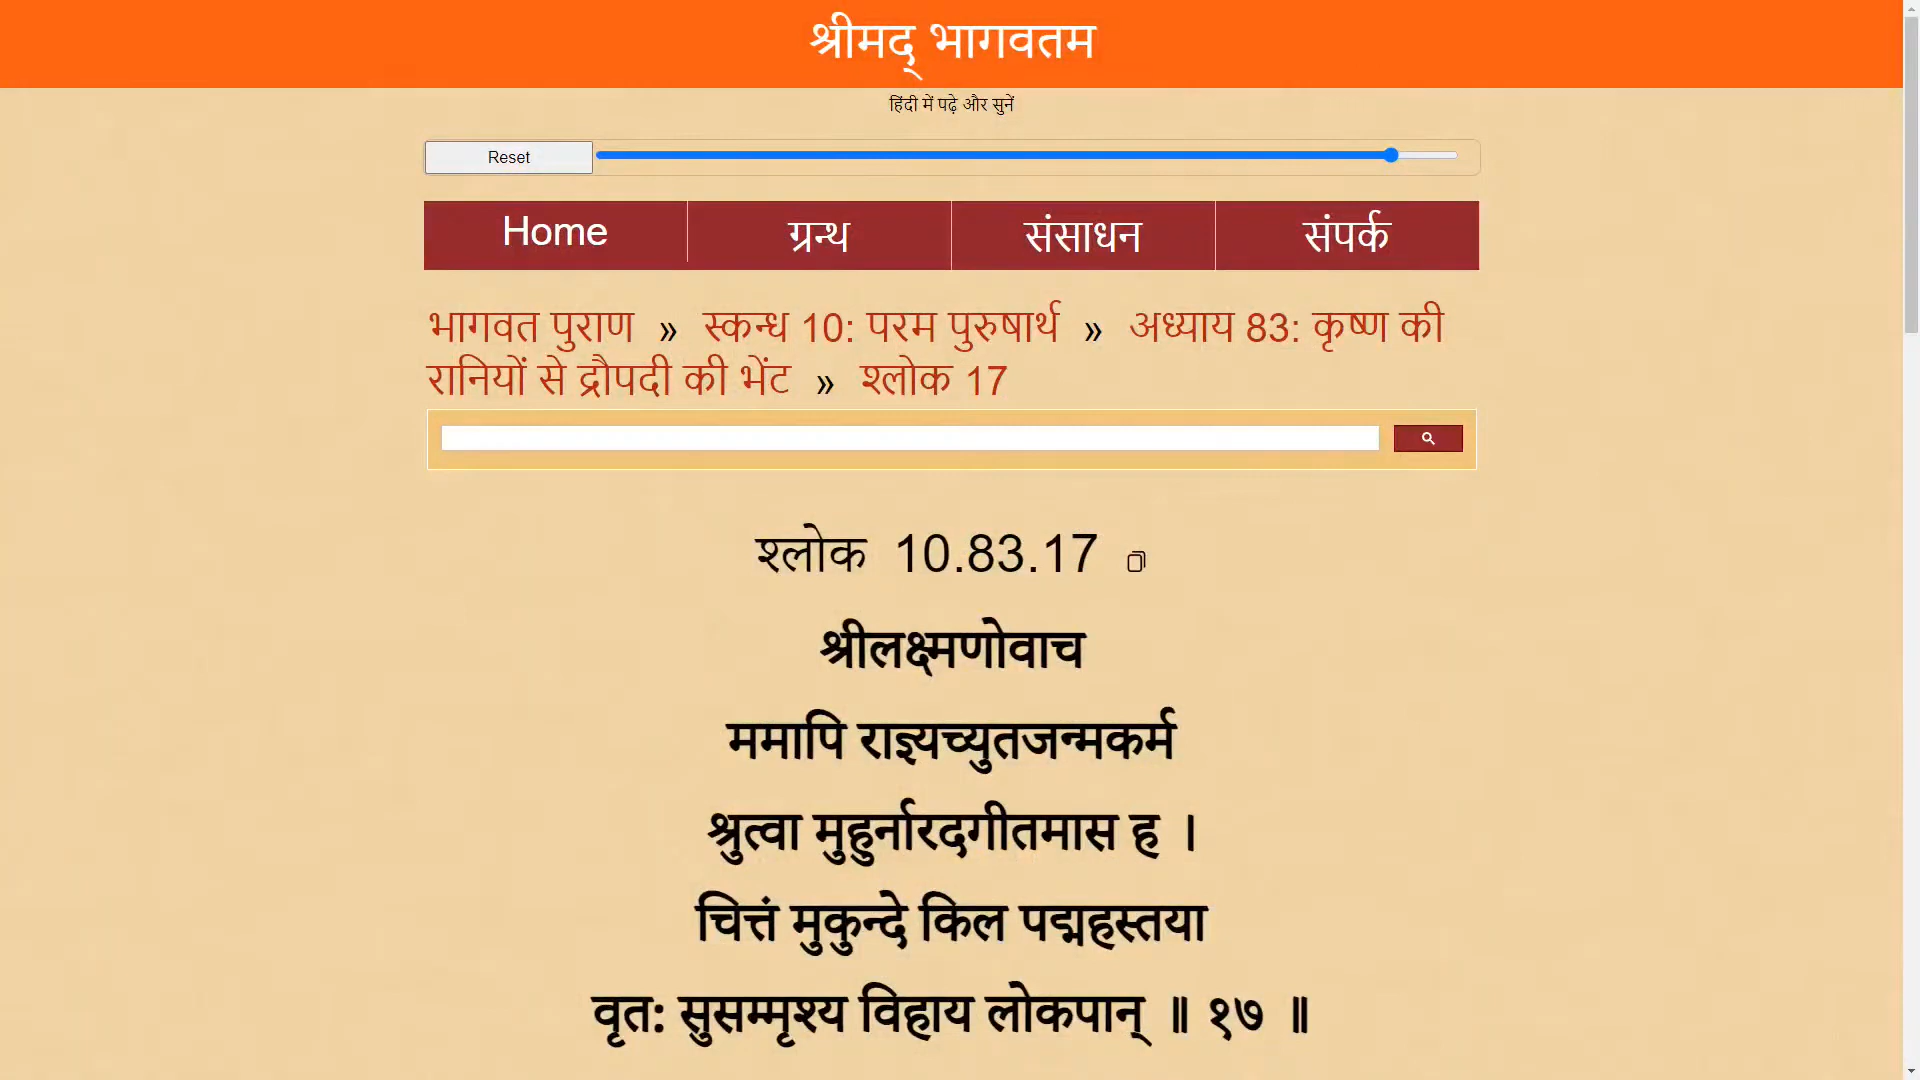 श्रीमद् भागवतम
हिंदी में पढ़े और सुनें
Reset
Home
ग्रन्थ
संसाधन
संपर्क
भागवत पुराण » स्कन्ध 10: परम पुरुषार्थ » अध्याय 83: कृष्ण की
रानियों से द्रौपदी की भेंट » श्लोक 17
श्लोक 10.83.17
श्रीलक्ष्मणोवाच
ममापि राज्ञ्यच्युतजन्मकर्म
श्रुत्वा मुहुर्नारदगीतमास ह ।
चित्तं मुकुन्दे किल पद्महस्तया
वृत: सुसम्मृश्य विहाय लोकपान् ॥ १७ ॥